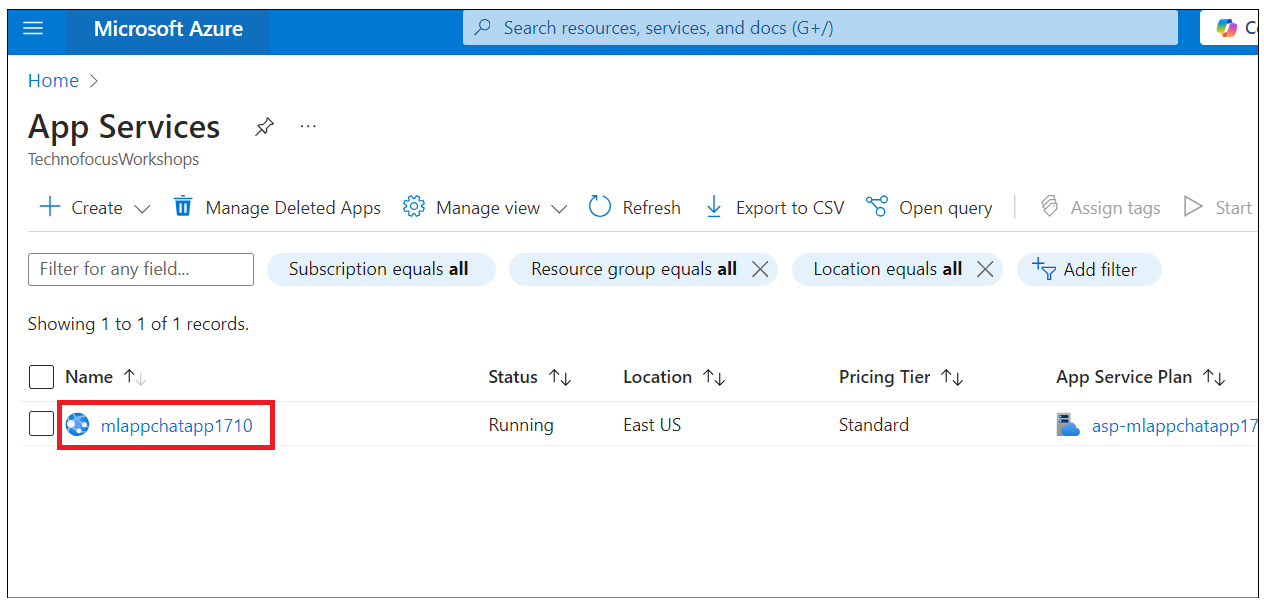 Microsoft Azure
Search resources, services, and docs (G+/)
Home
App Services
...
TechnofocusWorkshops
Create
Manage Deleted Apps
Manage view
Refresh
Export to CSV
Open query
Assign tags
Start
Filter for any field...
Subscription equals all
Resource group equals all
Location equals all
Add filter
Showing 1 to 1 of 1 records.
Name
Status
Location
Pricing Tier
App Service Plan
mlappchatapp1710
Running
East US
Standard
asp-mlappchatapp17